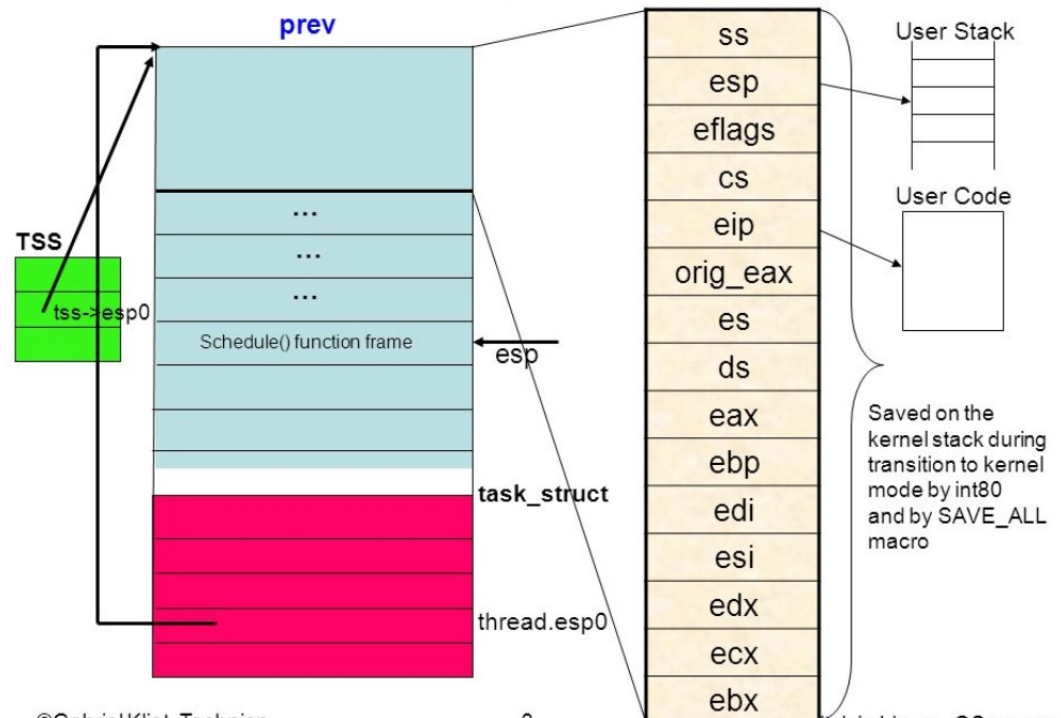 prev
TSS
tss->esp0
...
...
...
Schedule() function frame
esp
task_struct
thread.esp0
ss
esp
eflags
cs
eip
orig_eax
es
ds
eax
ebp
edi
esi
edx
ecx
ebx
User Stack
User Code
Saved on the
kernel stack during
transition to kernel
mode by int80
and by SAVE_ALL
macro